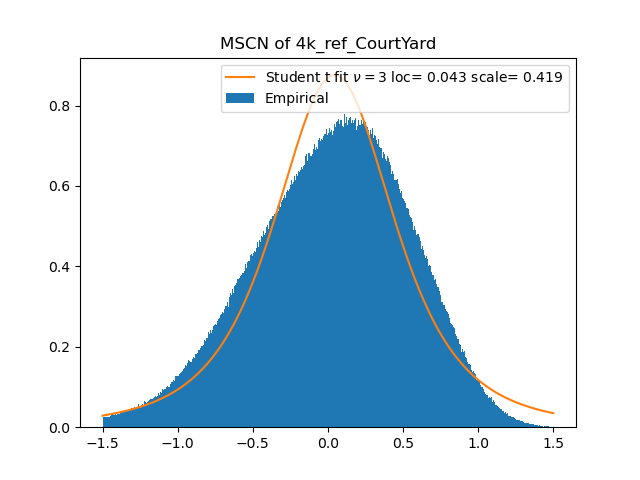 MSCN of 4k_ref_CourtYard
Student t fit ν = 3 loc= 0.043 scale= 0.419
Empirical
0.8
0.6
0.4
0.2
0.0
−1.5 −1.0 −0.5 0.0 0.5 1.0 1.5